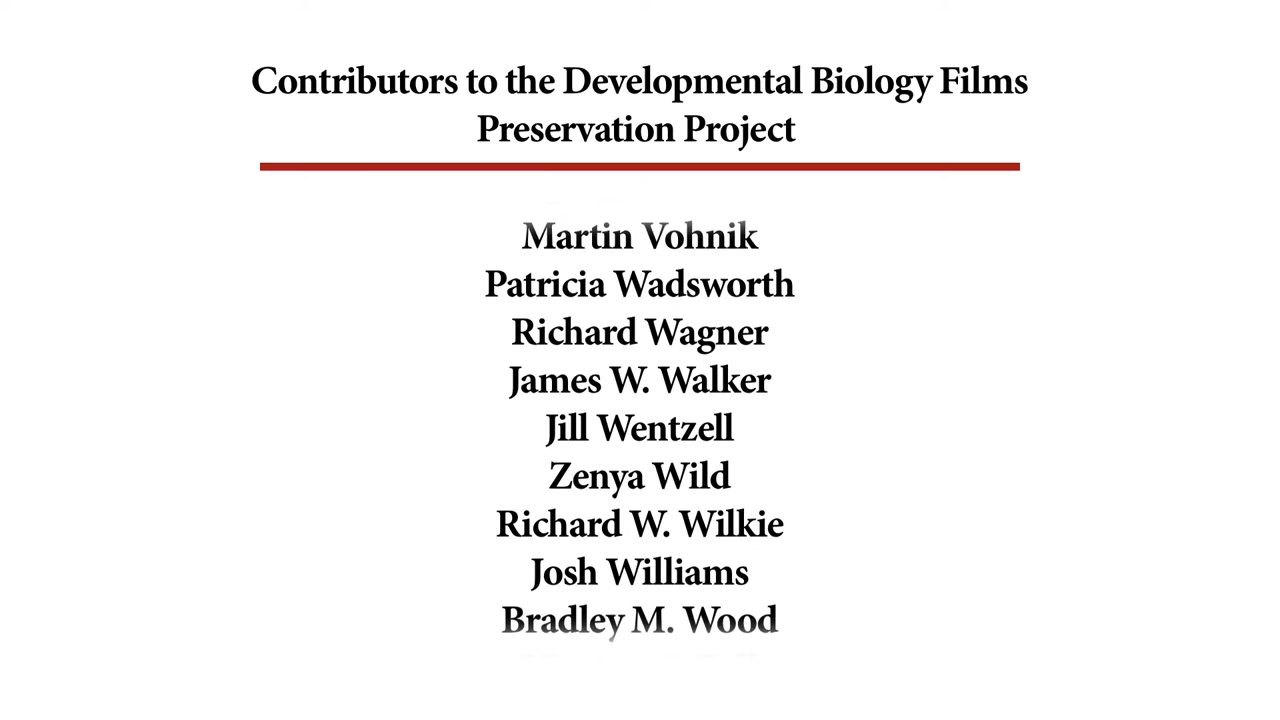 Contributors to the Developmental Biology Films
Preservation Project
Martin Vohnik
Patricia Wadsworth
Richard Wagner
James W. Walker
Jill Wentzell
Zenya Wild
Richard W. Wilkie
Josh Williams
Bradley M. Wood